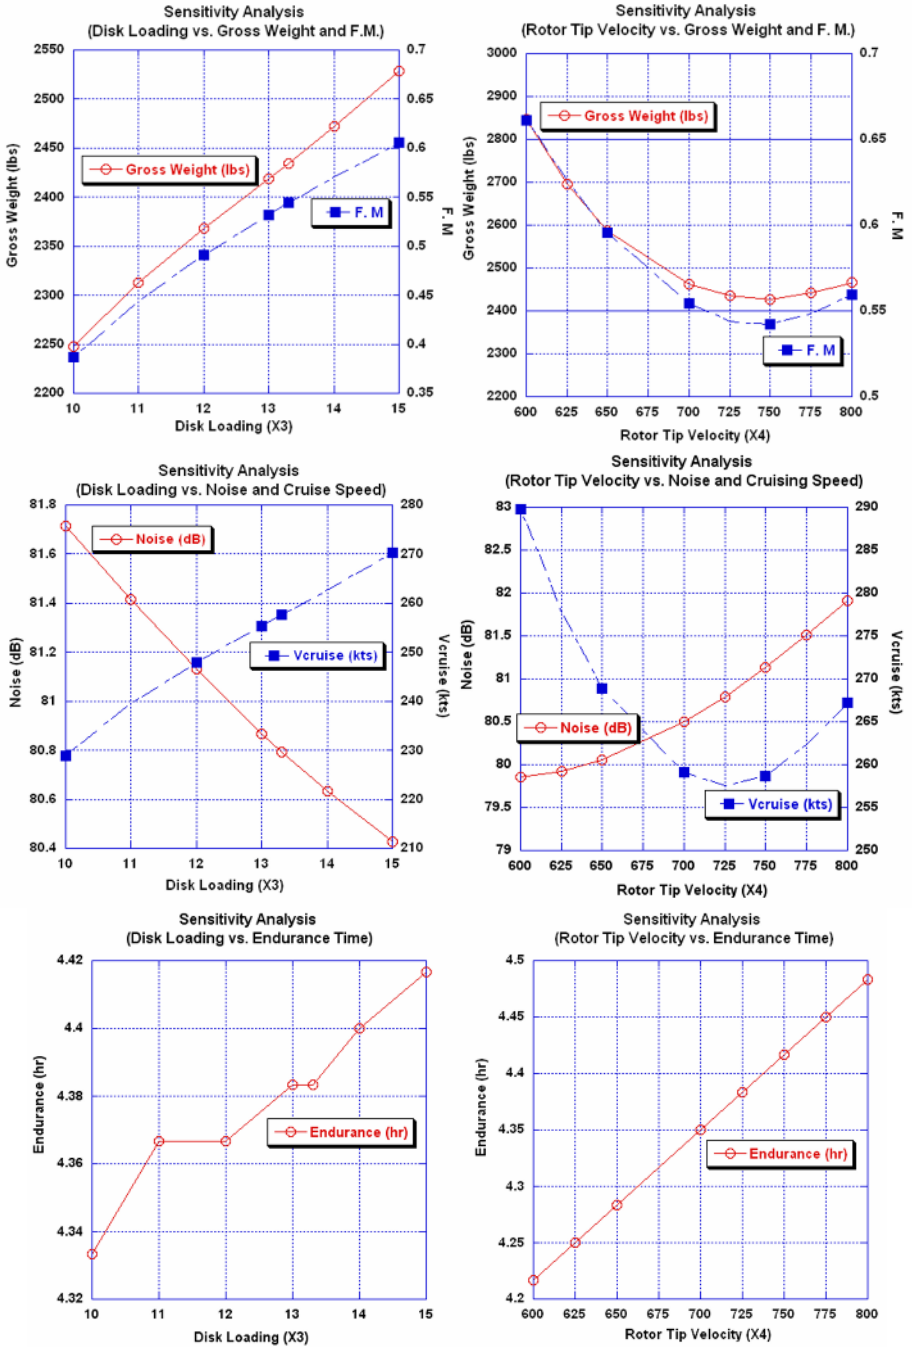 Sensitivity Analysis
(Disk Loading vs. Gross Weight and F.M.)
2550
2500
2450
2400
2350
2300
2250
2200
Gross Weight (lbs)
0.7
0.65
0.6
0.55
0.5
0.45
0.4
0.35
F. M
Gross Weight (lbs)
F. M
10 11 12 13 14 15
Disk Loading (X3)
Sensitivity Analysis
(Rotor Tip Velocity vs. Gross Weight and F. M.)
3000
2900
2800
2700
2600
2500
2400
2300
2200
Gross Weight (lbs)
0.7
0.65
0.6
0.55
0.5
F. M
Gross Weight (lbs)
F. M
600 625 650 675 700 725 750 775 800
Rotor Tip Velocity (X4)
Sensitivity Analysis
(Disk Loading vs. Noise and Cruise Speed)
81.8
81.6
81.4
81.2
81
80.8
80.6
80.4
Noise (dB)
280
270
260
250
240
230
220
210
Vcruise (kts)
Noise (dB)
Vcruise (kts)
10 11 12 13 14 15
Disk Loading (X3)
Sensitivity Analysis
(Rotor Tip Velocity vs. Noise and Cruising Speed)
83
82.5
82
81.5
81
80.5
80
79.5
79
Noise (dB)
290
285
280
275
270
265
260
255
250
Vcruise (kts)
Noise (dB)
Vcruise (kts)
600 625 650 675 700 725 750 775 800
Rotor Tip Velocity (X4)
Sensitivity Analysis
(Disk Loading vs. Endurance Time)
4.42
4.4
4.38
4.36
4.34
4.32
Endurance (hr)
Endurance (hr)
10 11 12 13 14 15
Disk Loading (X3)
Sensitivity Analysis
(Rotor Tip Velocity vs. Endurance Time)
4.5
4.45
4.4
4.35
4.3
4.25
4.2
Endurance (hr)
Endurance (hr)
600 625 650 675 700 725 750 775 800
Rotor Tip Velocity (X4)